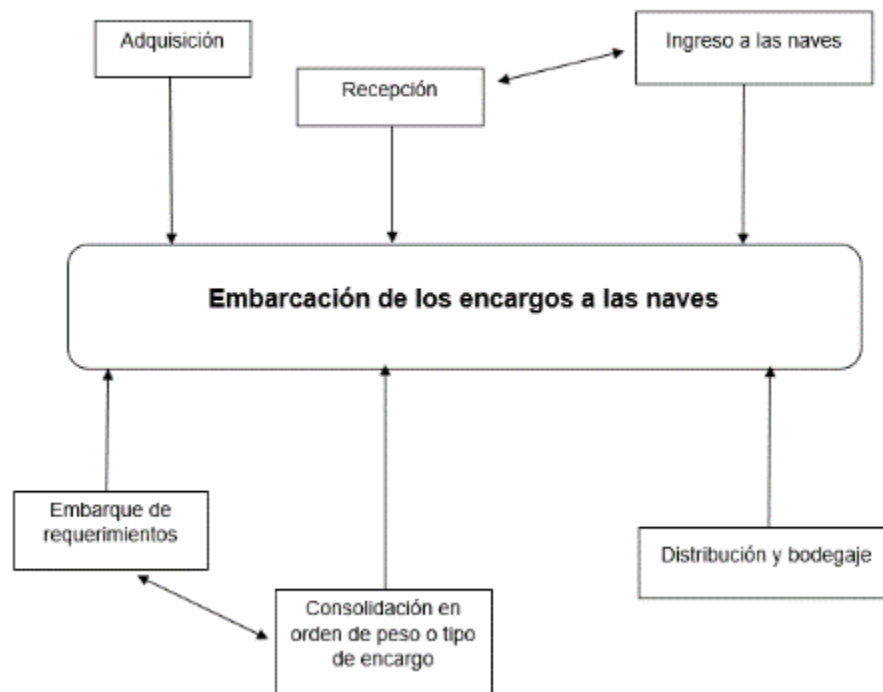 Adquisición
Recepción
Ingreso a las naves
Embarcación de los encargos a las naves
Embarque de
requerimientos
Consolidación en
orden de peso o tipo
de encargo
Distribución y bodegaje